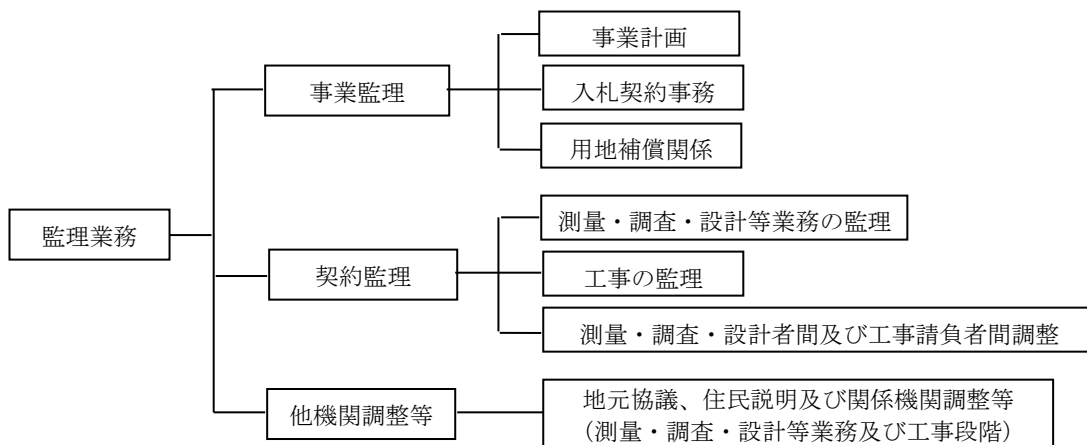 事業計画
事業監理
入札契約事務
用地補償関係
監理業務
測量・調査・設計等業務の監理
契約監理
工事の監理
測量・調査・設計者間及び工事請負者間調整
他機関調整等
地元協議、住民説明及び関係機関調整等
（測量・調査・設計等業務及び工事段階）